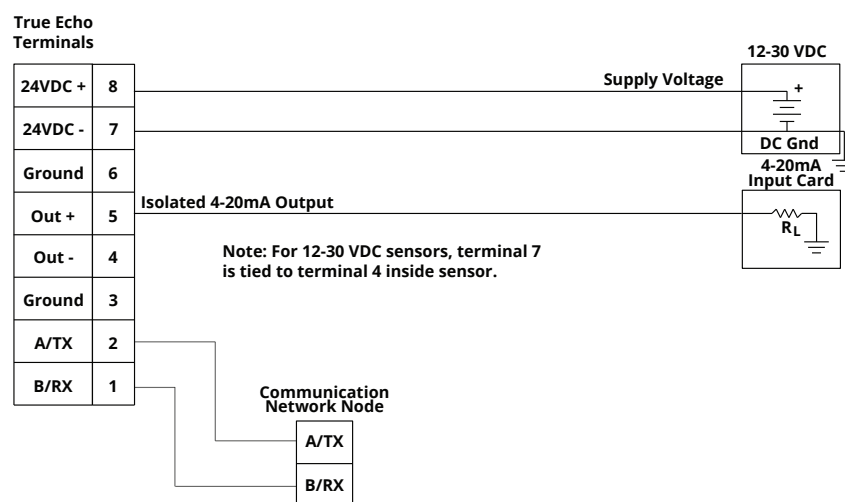 True Echo
Terminals
24VDC + 8
24VDC - 7
Ground 6
Out + 5
Out - 4
Ground 3
A/TX 2
B/RX 1
Supply Voltage
12-30 VDC
+
DC Gnd
4-20mA
Input Card
RL
Isolated 4-20mA Output
Note: For 12-30 VDC sensors, terminal 7
is tied to terminal 4 inside sensor.
Communication
Network Node
A/TX
B/RX